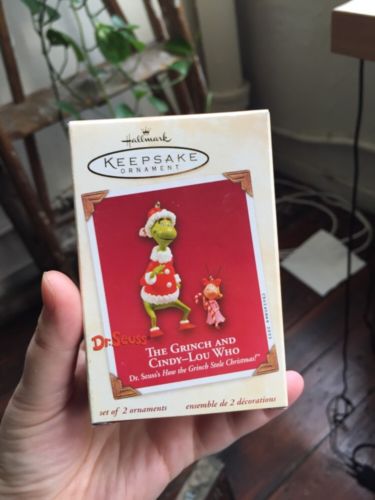 Hallmark
KEEPSAKE
ORNAMENT
Dr. Seuss
THE GRINCH AND
CINDY–LOU WHO
Dr. Seuss's How the Grinch Stole Christmas!™
set of 2 ornaments
ensemble de 2 décorations